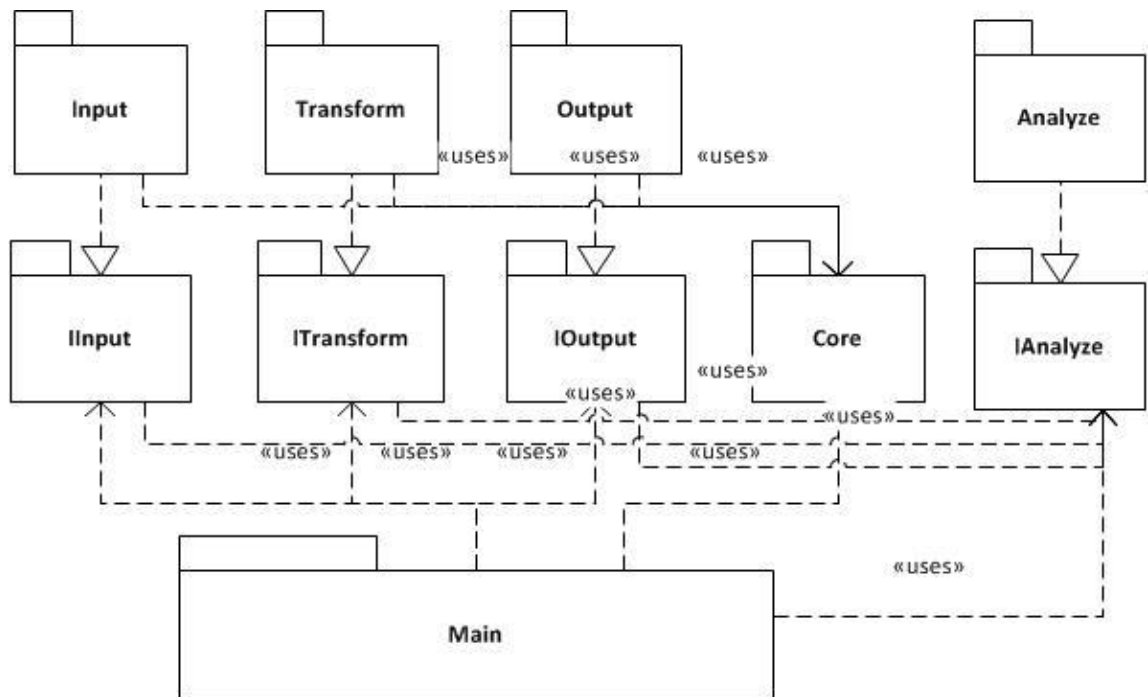 Input
Transform
Output
Analyze
«uses»
«uses»
«uses»
IInput
ITransform
IOutput
Core
IAnalyze
«uses»
«uses»
«uses»
«uses»
«uses»
«uses»
«uses»
«uses»
Main